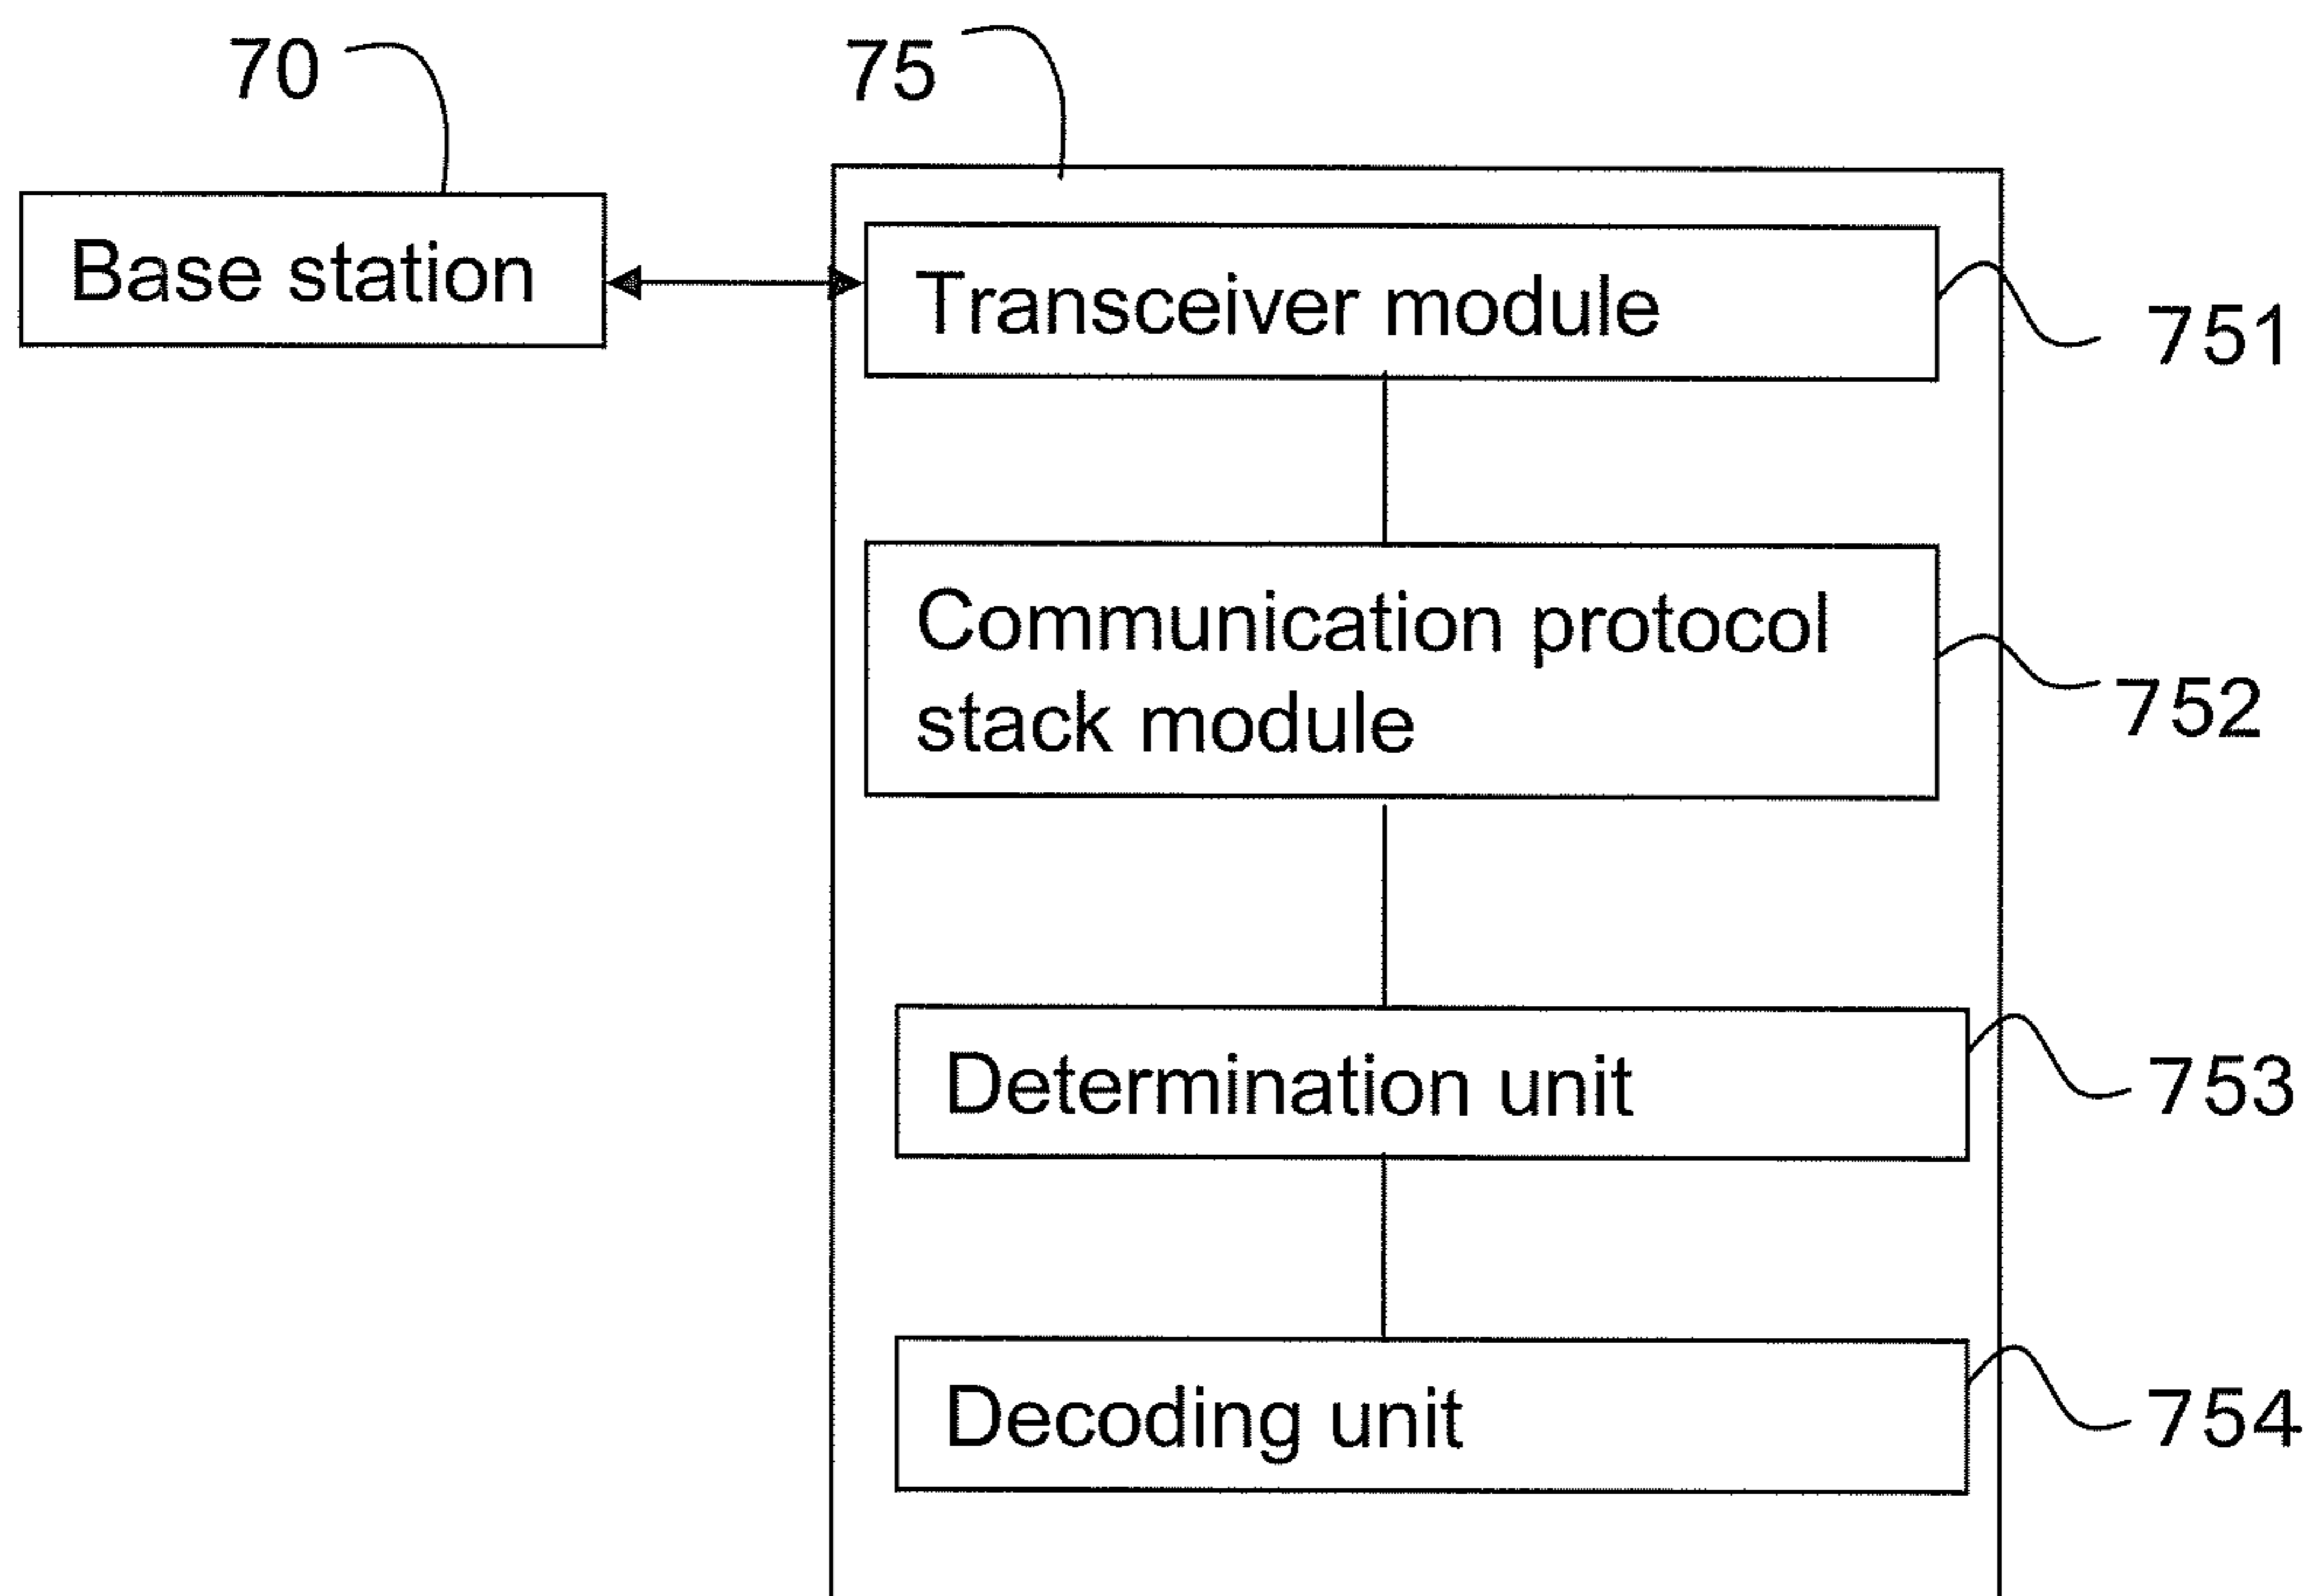 70
75
Base station
Transceiver module
751
Communication protocol
stack module
752
Determination unit
753
Decoding unit
754